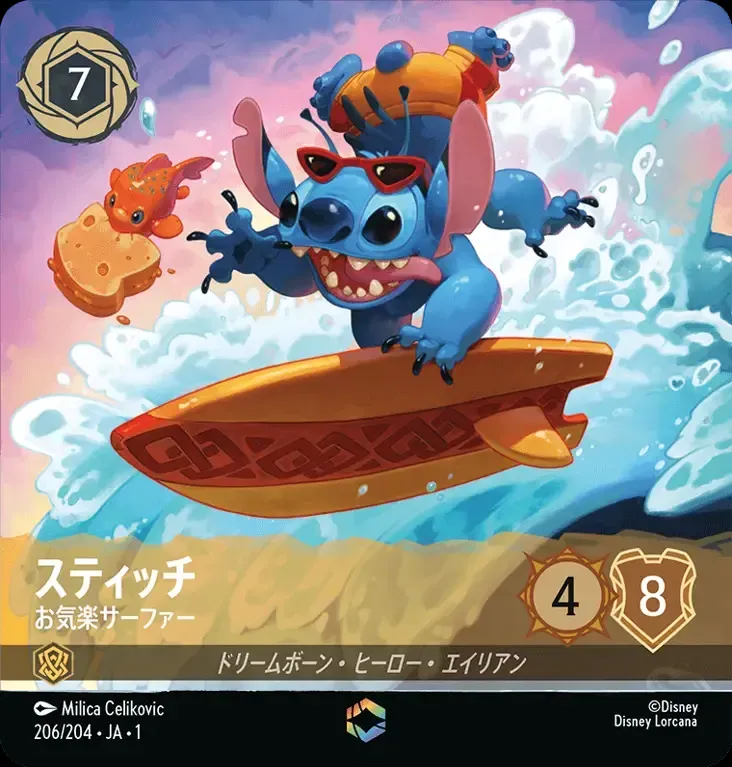 7
スティッチ
お気楽サーファー
4
8
ドリームボーン・ヒーロー・エイリアン
Milica Celikovic
©Disney
206/204・JA・1
Disney Lorcana